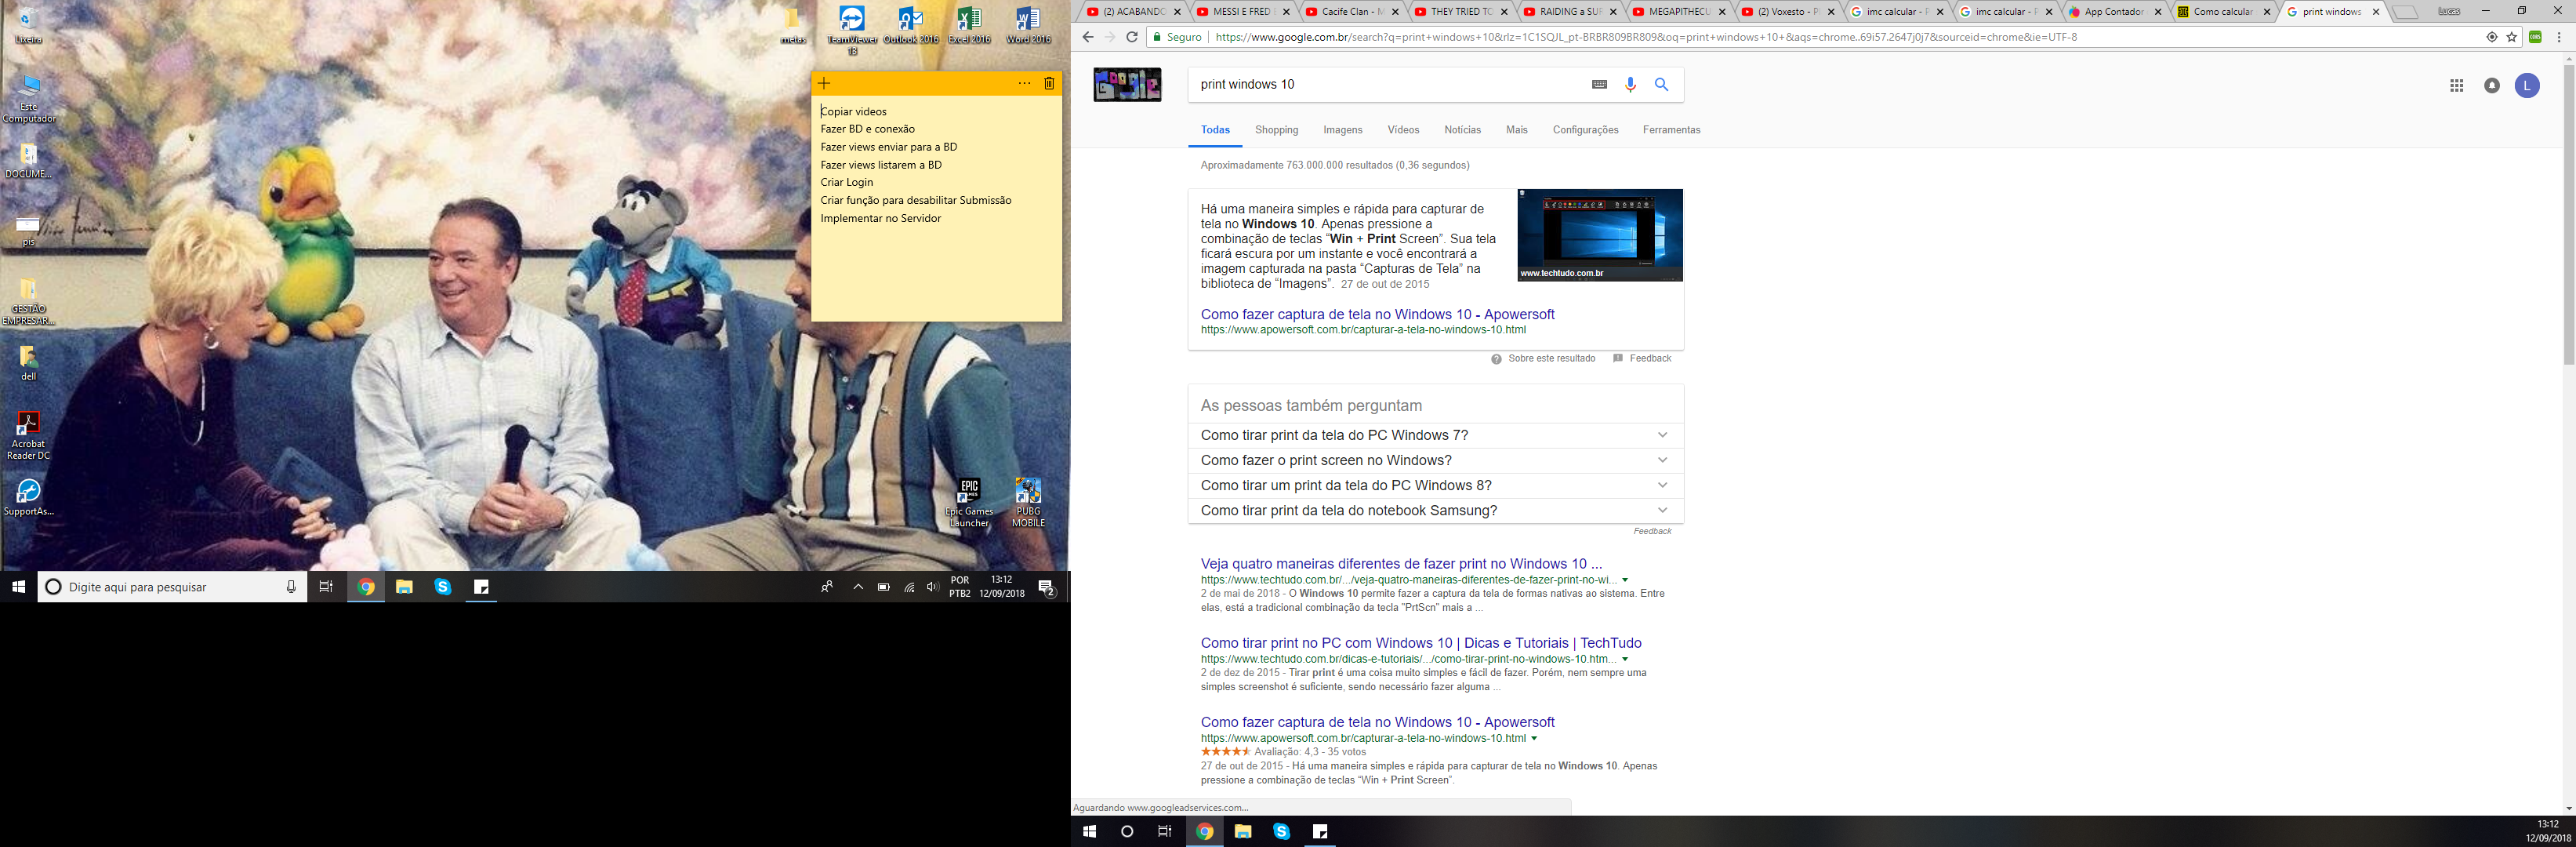 Lixeira
metas
TeamViewer
13
Outlook 2016
Excel 2016
Word 2016
Este
Computador
DOCUME...
pis
GESTÃO
EMPRESAR...
dell
Acrobat
Reader DC
SupportAs...
Copiar videos
Fazer BD e conexão
Fazer views enviar para a BD
Fazer views listarem a BD
Criar Login
Criar função para desabilitar Submissão
Implementar no Servidor
EPIC
Epic Games
Launcher
PUBG
MOBILE
Digite aqui para pesquisar
POR
PTB2
13:12
12/09/2018
2
(2) ACABANDO
MESSI E FRED
Cacife Clan - M
THEY TRIED TO
RAIDING a SUP
MEGAPITHECU
(2) Voxesto - P
imc calcular - P
imc calcular - P
App Contador
Como calcular
print windows
Lucas
Seguro
https://www.google.com.br/search?q=print+windows+10&rlz=1C1SQJL_pt-BRBR809BR809&oq=print+windows+10+&aqs=chrome..69i57.2647j0j7&sourceid=chrome&ie=UTF-8
Google
print windows 10
L
Todas
Shopping
Imagens
Vídeos
Notícias
Mais
Configurações
Ferramentas
Aproximadamente 763.000.000 resultados (0,36 segundos)
Há uma maneira simples e rápida para capturar de
tela no Windows 10. Apenas pressione a
combinação de teclas “Win + Print Screen”. Sua tela
ficará escura por um instante e você encontrará a
imagem capturada na pasta “Capturas de Tela” na
biblioteca de “Imagens”. 27 de out de 2015
www.techtudo.com.br
Como fazer captura de tela no Windows 10 - Apowersoft
https://www.apowersoft.com.br/capturar-a-tela-no-windows-10.html
Sobre este resultado
Feedback
As pessoas também perguntam
Como tirar print da tela do PC Windows 7?
Como fazer o print screen no Windows?
Como tirar um print da tela do PC Windows 8?
Como tirar print da tela do notebook Samsung?
Feedback
Veja quatro maneiras diferentes de fazer print no Windows 10 ...
https://www.techtudo.com.br/.../veja-quatro-maneiras-diferentes-de-fazer-print-no-wi...
2 de mai de 2018 - O Windows 10 permite fazer a captura da tela de formas nativas ao sistema. Entre
elas, está a tradicional combinação da tecla "PrtScn" mais a ...
Como tirar print no PC com Windows 10 | Dicas e Tutoriais | TechTudo
https://www.techtudo.com.br/dicas-e-tutoriais/.../como-tirar-print-no-windows-10.htm...
2 de dez de 2015 - Tirar print é uma coisa muito simples e fácil de fazer. Porém, nem sempre uma
simples screenshot é suficiente, sendo necessário fazer alguma ...
Como fazer captura de tela no Windows 10 - Apowersoft
https://www.apowersoft.com.br/capturar-a-tela-no-windows-10.html
Avaliação: 4,3 - 35 votos
27 de out de 2015 - Há uma maneira simples e rápida para capturar de tela no Windows 10. Apenas
pressione a combinação de teclas “Win + Print Screen”.
Aguardando www.googleadservices.com...
13:12
12/09/2018